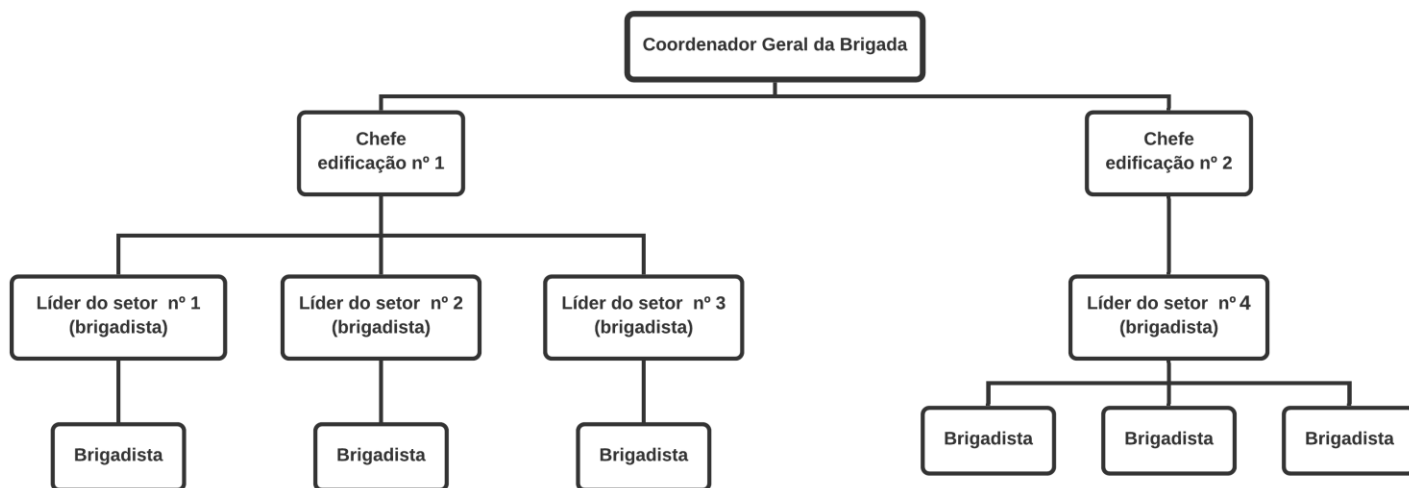 Coordenador Geral da Brigada
Chefe
edificação nº 1
Chefe
edificação nº 2
Líder do setor nº 1
(brigadista)
Líder do setor nº 2
(brigadista)
Líder do setor nº 3
(brigadista)
Líder do setor nº 4
(brigadista)
Brigadista
Brigadista
Brigadista
Brigadista
Brigadista
Brigadista